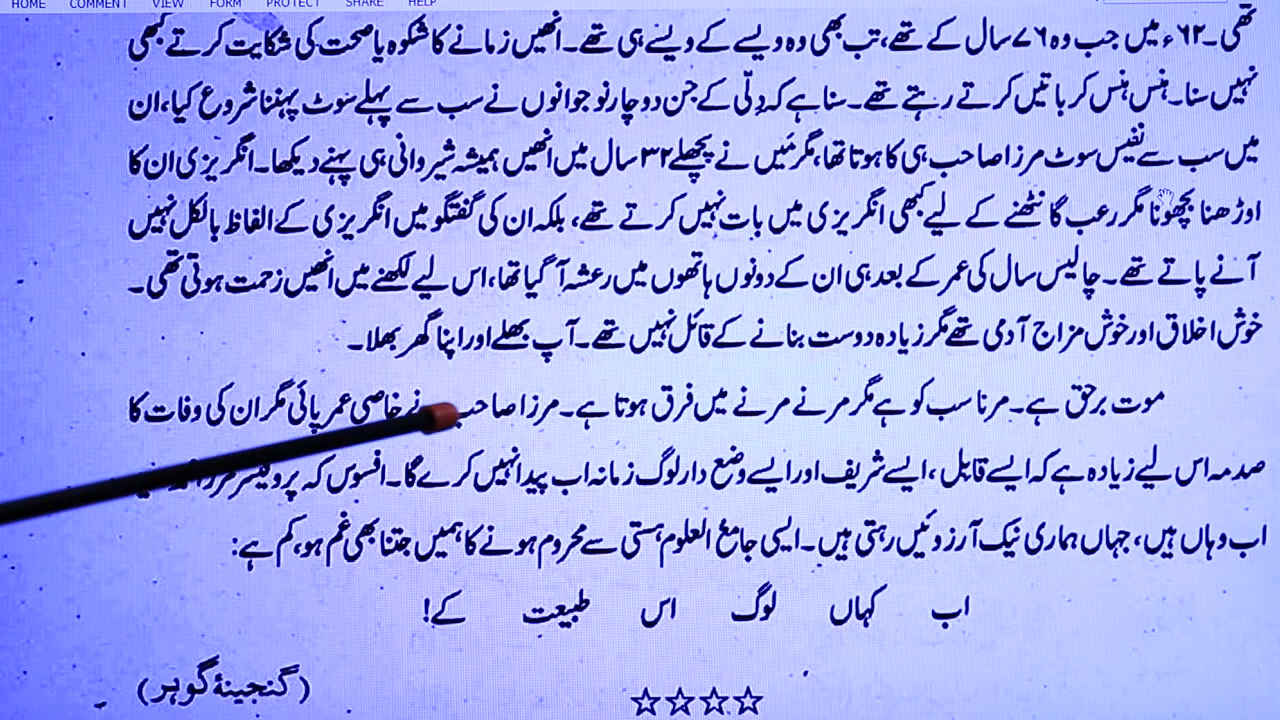 HOME COMMENT VIEW FORM PROTECT SHARE HELP
تھی۔۶۲ء میں جب وہ ۷۶ سال کے تھے، تب بھی وہ ویسے کے ویسے ہی تھے۔ انھیں زمانے کا شکوہ یا صحت کی شکایت کرتے کبھی
نہیں سنا۔ ہنس ہنس کر باتیں کرتے رہتے تھے۔ سنا ہے کہ دِلّی کے جن دو چار نوجوانوں نے سب سے پہلے سوٹ پہننا شروع کیا، ان
میں سب سے نفیس سوٹ مرزا صاحب ہی کا ہوتا تھا، مگر مَیں نے پچھلے ۳۲ سال میں انھیں ہمیشہ شیروانی ہی پہنے دیکھا۔ انگریزی ان کا
اوڑھنا بچھونا مگر رعب گانٹھنے کے لیے کبھی انگریزی میں بات نہیں کرتے تھے، بلکہ ان کی گفتگو میں انگریزی کے الفاظ بالکل نہیں
آنے پاتے تھے۔ چالیس سال کی عمر کے بعد ہی ان کے دونوں ہاتھوں میں رعشہ آ گیا تھا، اس لیے لکھنے میں انھیں زحمت ہوتی تھی۔
خوش اخلاق اور خوش مزاج آدمی تھے مگر زیادہ دوست بنانے کے قائل نہیں تھے۔ آپ بھلے اور اپنا گھر بھلا۔
موت برحق ہے۔ مرنا سب کو ہے مگر مرنے مرنے میں فرق ہوتا ہے۔ مرزا صاحب نے خاصی عمر پائی مگر ان کی وفات کا
صدمہ اس لیے زیادہ ہے کہ ایسے قابل، ایسے شریف اور ایسے وضع دار لوگ زمانہ اب پیدا نہیں کرے گا۔ افسوس کہ پروفیسر مرزا
اب وہاں ہیں، جہاں ہماری نیک آرزوئیں رہتی ہیں۔ ایسی جامع العلوم ہستی سے محروم ہونے کا ہمیں جتنا بھی غم ہو، کم ہے:
اب کہاں لوگ اس طبیعت کے!
(گنجینۂ گوہر)
☆☆☆☆